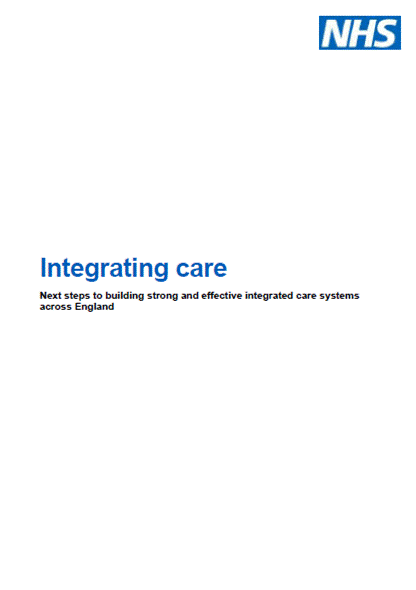 NHS
Integrating care
Next steps to building strong and effective integrated care systems
across England